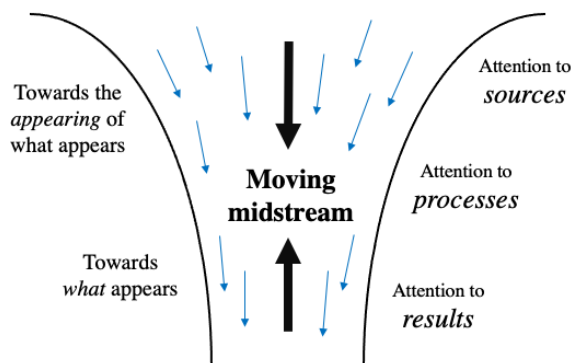 Towards the
appearing of
what appears
Attention to
sources
Moving
midstream
Attention to
processes
Towards
what appears
Attention to
results